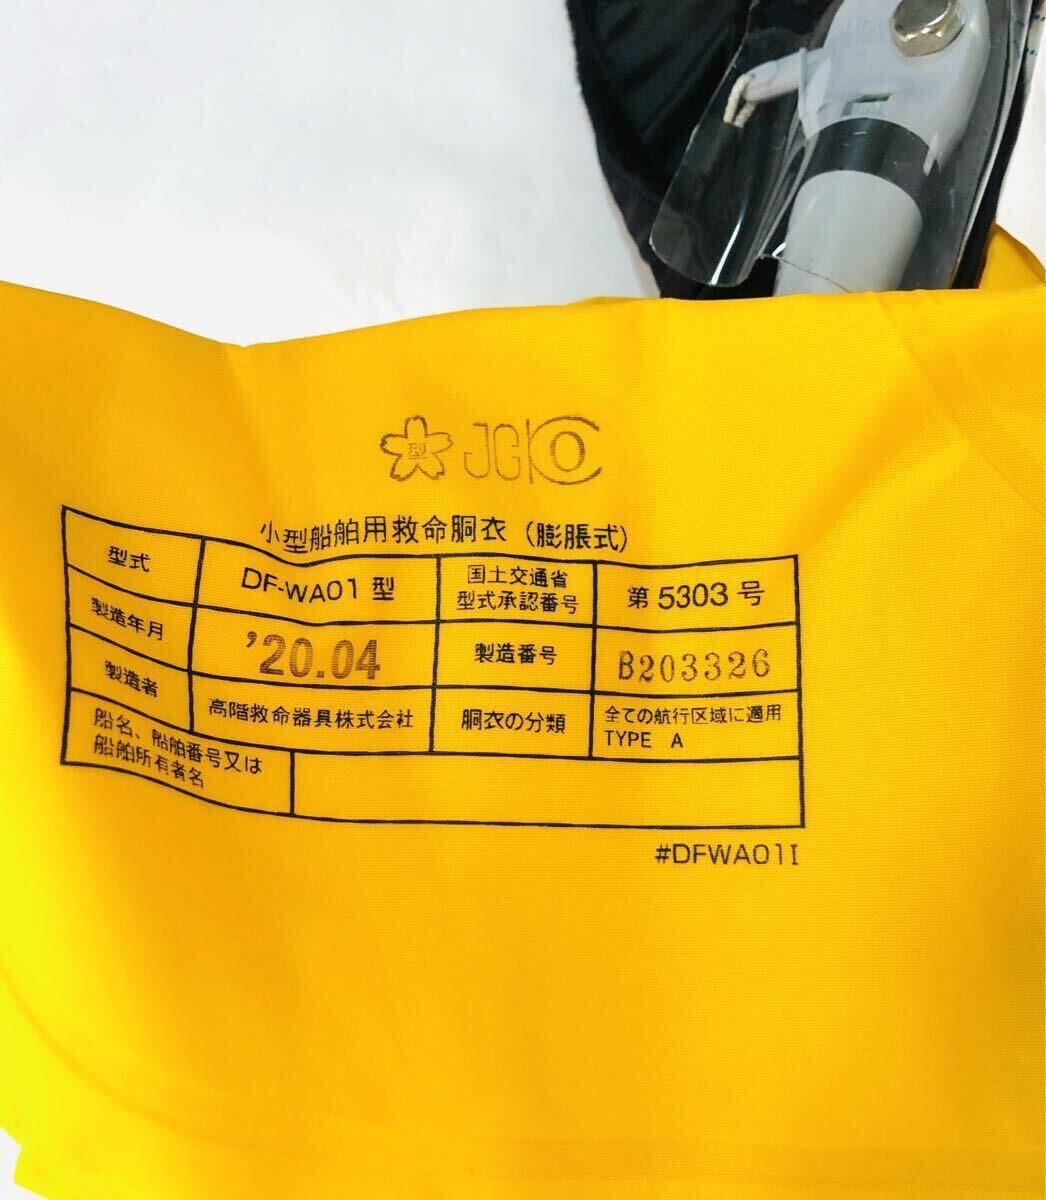 型 JCI
小型船舶用救命胴衣（膨脹式）
型式 DF-WA01 型 国土交通省 型式承認番号 第 5303 号
製造年月 '20.04 製造番号 B203326
製造者 高階救命器具株式会社 胴衣の分類 全ての航行区域に適用 TYPE A
船名、船舶番号又は
船舶所有者名
#DFWA01I